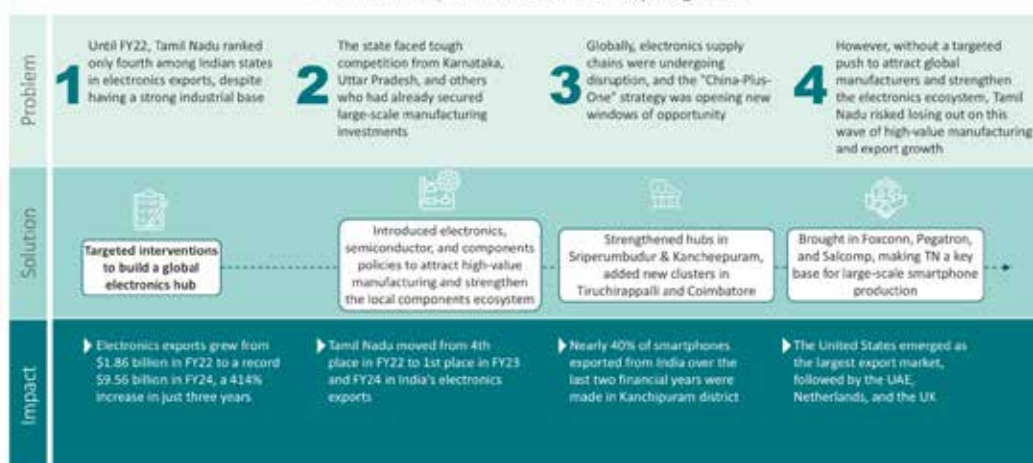 Problem
1
Until FY22, Tamil Nadu ranked
only fourth among Indian states
in electronics exports, despite
having a strong industrial base
2
The state faced tough
competition from Karnataka,
Uttar Pradesh, and others
who had already secured
large-scale manufacturing
investments
3
Globally, electronics supply
chains were undergoing
disruption, and the "China-Plus-
One" strategy was opening new
windows of opportunity
4
However, without a targeted
push to attract global
manufacturers and strengthen
the electronics ecosystem, Tamil
Nadu risked losing out on this
wave of high-value manufacturing
and export growth
Solution
Targeted interventions
to build a global
electronics hub
Introduced electronics,
semiconductor, and components
policies to attract high-value
manufacturing and strengthen
the local components ecosystem
Strengthened hubs in
Sriperumbudur & Kancheepuram,
added new clusters in
Tiruchirappalli and Coimbatore
Brought in Foxconn, Pegatron,
and Salcomp, making TN a key
base for large-scale smartphone
production
Impact
Electronics exports grew from
$1.86 billion in FY22 to a record
$9.56 billion in FY24, a 414%
increase in just three years
Tamil Nadu moved from 4th
place in FY22 to 1st place in FY23
and FY24 in India's electronics
exports
Nearly 40% of smartphones
exported from India over the
last two financial years were
made in Kanchipuram district
The United States emerged as
the largest export market,
followed by the UAE,
Netherlands, and the UK